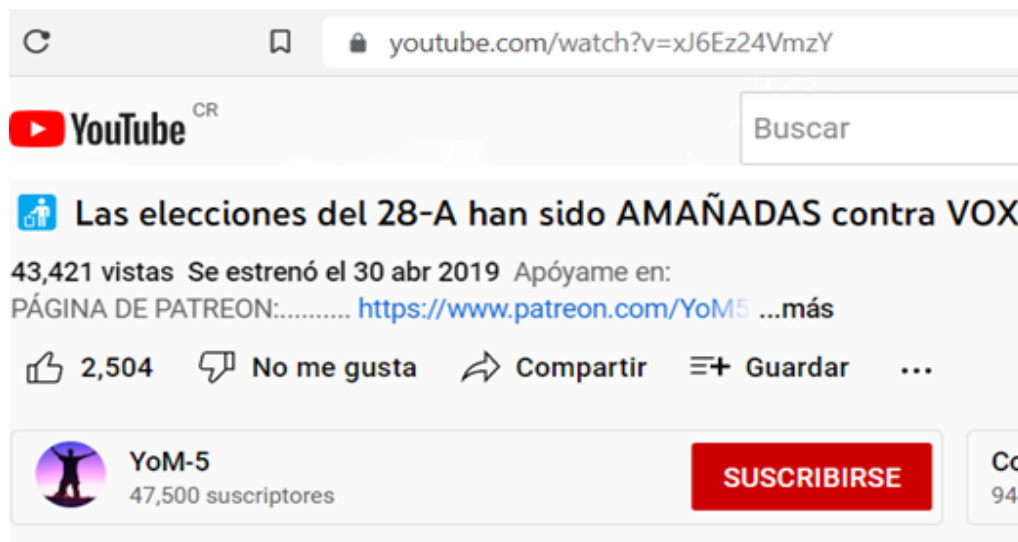 youtube.com/watch?v=xJ6Ez24VmzY
YouTube CR
Buscar
Las elecciones del 28-A han sido AMAÑADAS contra VOX
43,421 vistas Se estrenó el 30 abr 2019 Apóyame en:
PÁGINA DE PATREON:.......... https://www.patreon.com/YoM5 ...más
2,504 No me gusta Compartir Guardar ...
YoM-5
47,500 suscriptores
SUSCRIBIRSE
Co
94